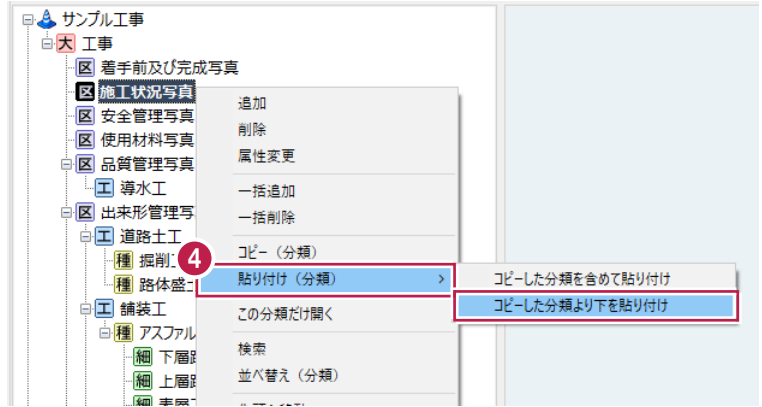 サンプル工事
大 工事
区 着手前及び完成写真
区 施工状況写真
区 安全管理写真
区 使用材料写真
区 品質管理写真
工 導水工
区 出来形管理写
工 道路土工
種 掘削
種 路体盛
工 舗装工
種 アスファル
細 下層
細 上層
細 表層
追加
削除
属性変更
一括追加
一括削除
コピー（分類）
4
貼り付け（分類）
この分類だけ開く
検索
並べ替え（分類）
コピーした分類を含めて貼り付け
コピーした分類より下を貼り付け